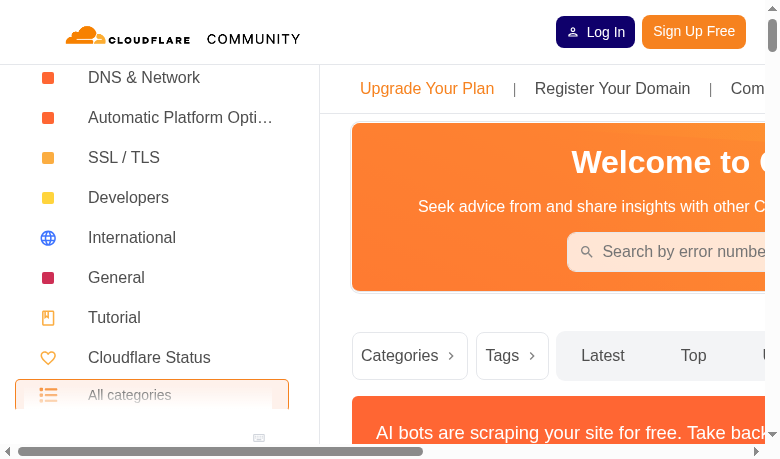 CLOUDFLARE COMMUNITY
Log In
Sign Up Free
DNS & Network
Automatic Platform Opti…
SSL / TLS
Developers
International
General
Tutorial
Cloudflare Status
All categories
Upgrade Your Plan | Register Your Domain | Com
Welcome to
Seek advice from and share insights with other C
Search by error numbe
Categories
Tags
Latest
Top
AI bots are scraping your site for free. Take back